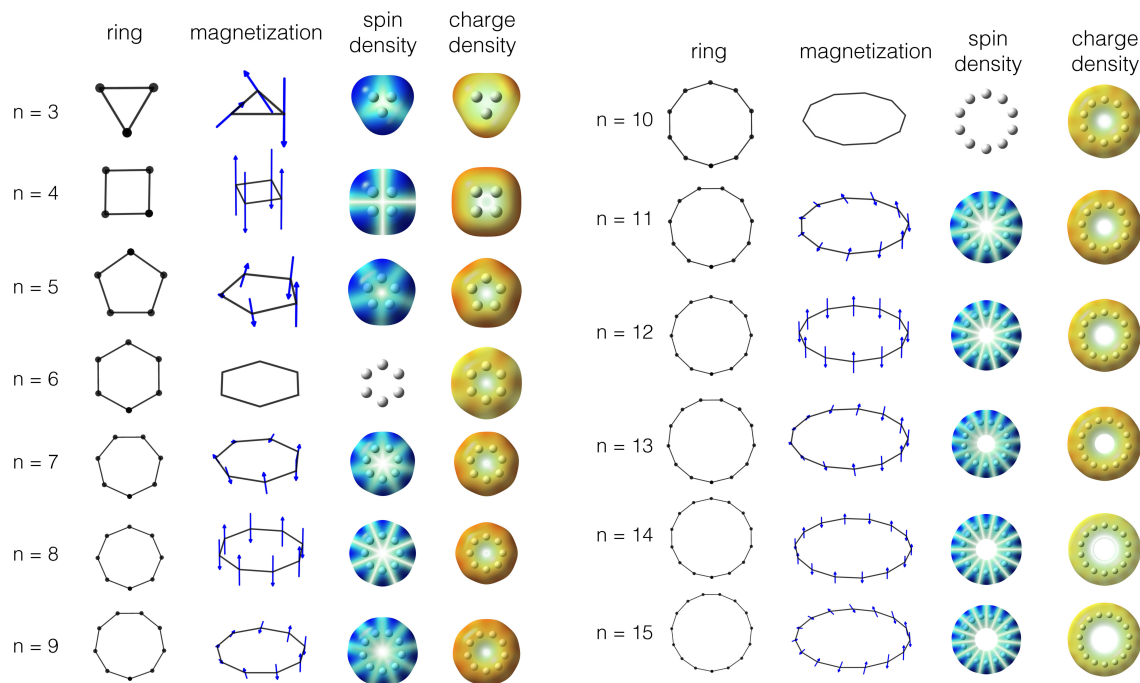 ring magnetization spin density charge density
n = 3
n = 4
n = 5
n = 6
n = 7
n = 8
n = 9
ring magnetization spin density charge density
n = 10
n = 11
n = 12
n = 13
n = 14
n = 15